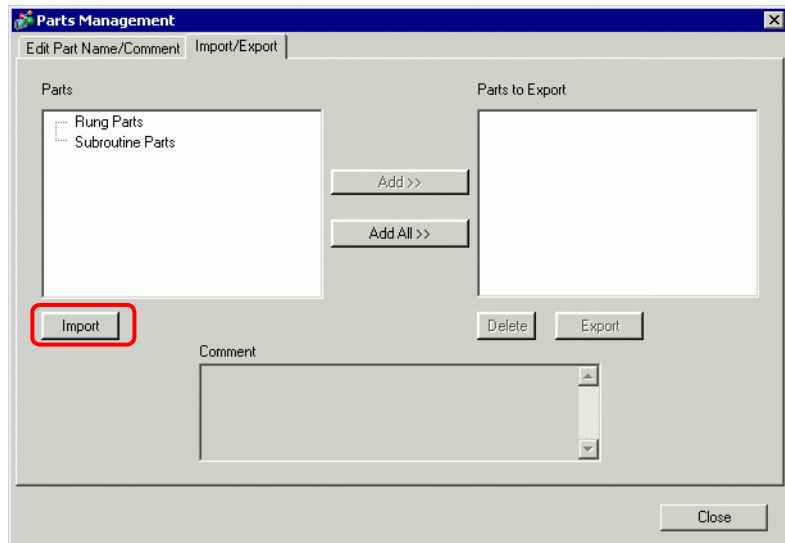 Parts Management
Edit Part Name/Comment Import/Export
Parts
Parts to Export
Rung Parts
Subroutine Parts
Add >>
Add All >>
Import
Delete
Export
Comment
Close